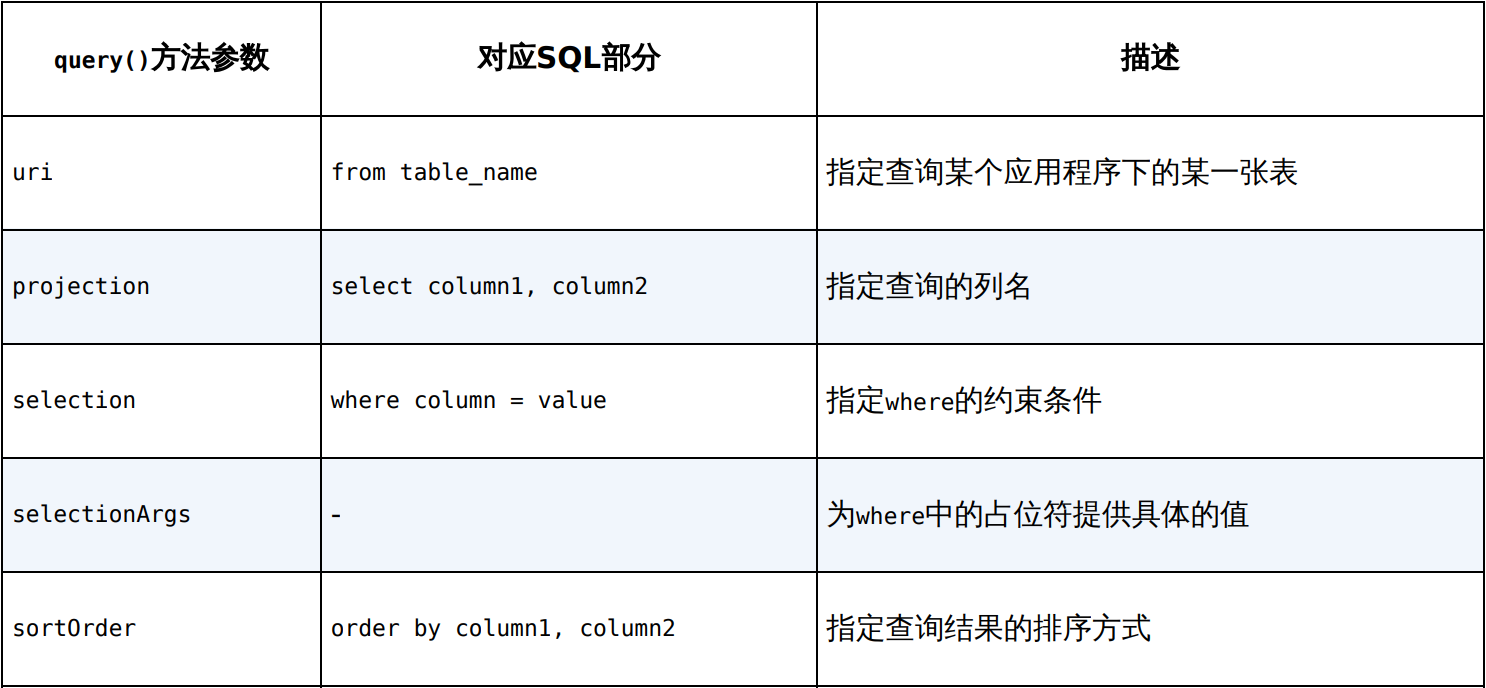 query()方法参数 对应SQL部分 描述
uri from table_name 指定查询某个应用程序下的某一张表
projection select column1, column2 指定查询的列名
selection where column = value 指定where的约束条件
selectionArgs - 为where中的占位符提供具体的值
sortOrder order by column1, column2 指定查询结果的排序方式